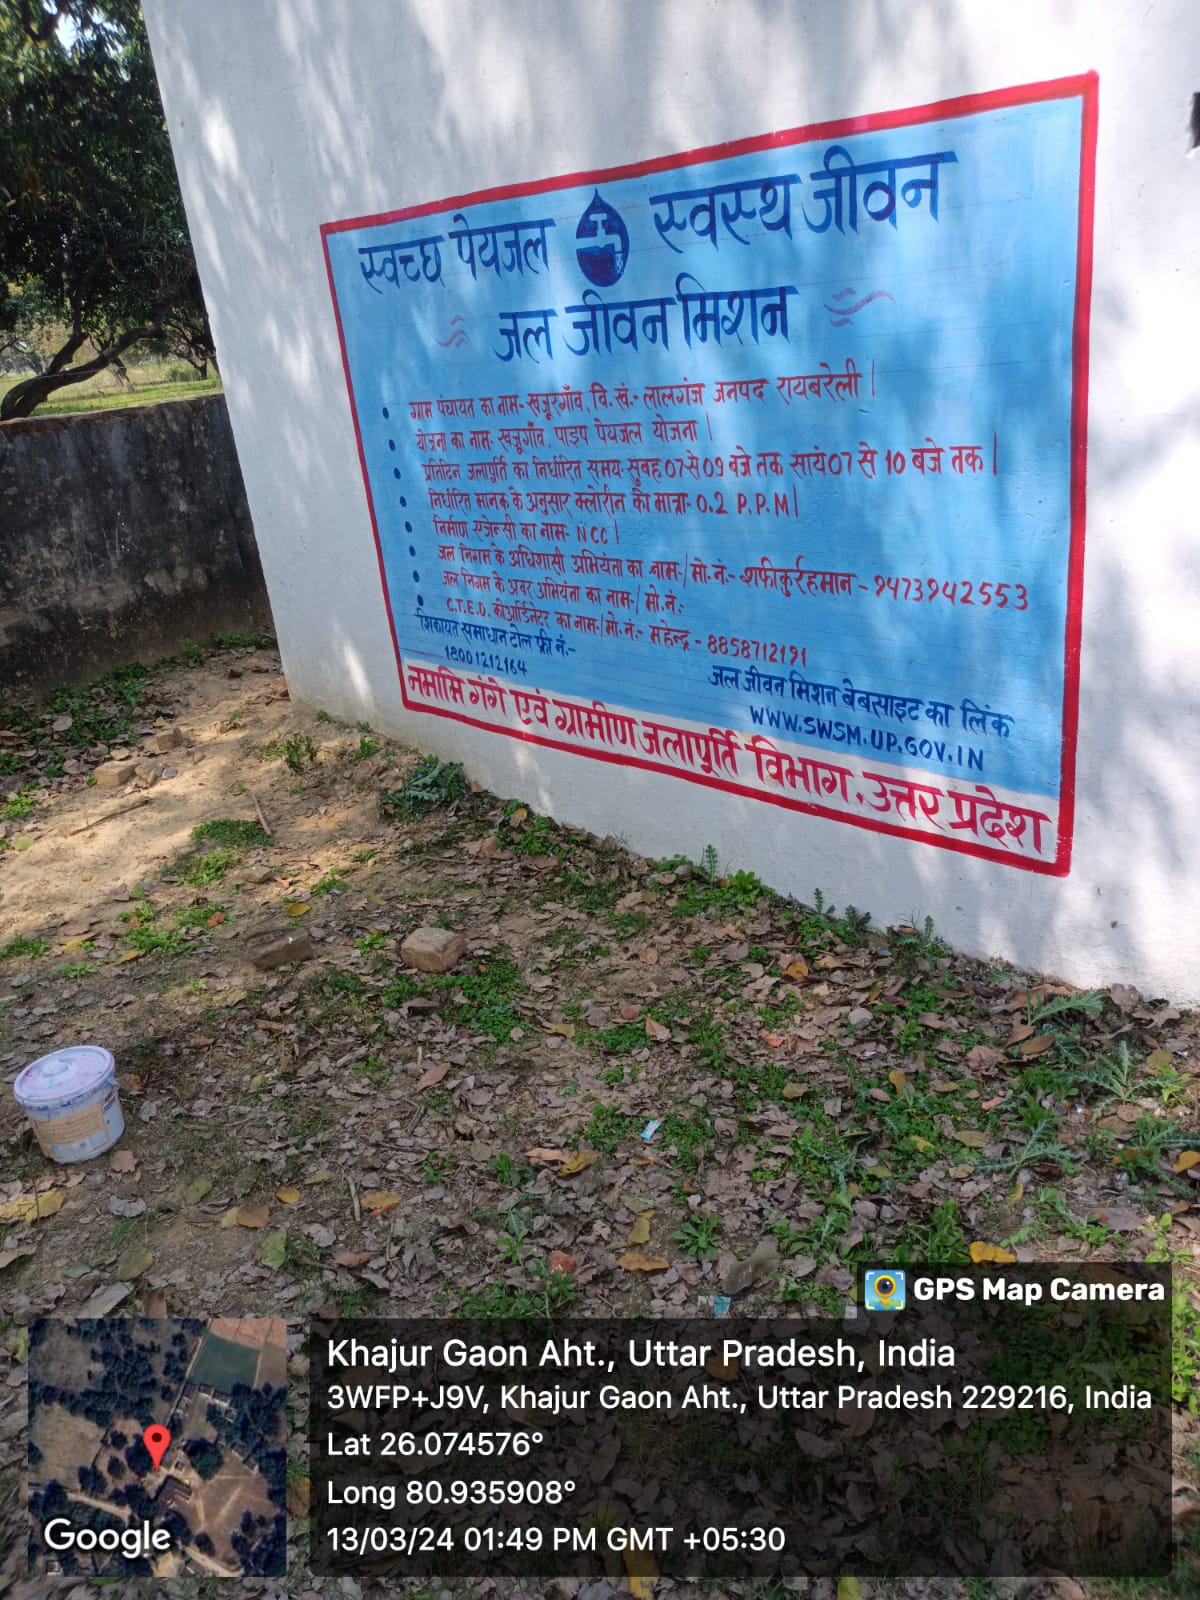 स्वच्छ पेयजल स्वस्थ जीवन
जल जीवन मिशन
ग्राम पंचायत का नाम- खजूरगाँव, वि. खं.- लालगंज जनपद रायबरेली।
योजना का नाम- खजुरगाँव, पाइप पेयजल योजना।
प्रतिदिन जलापूर्ति का निर्धारित समय- सुबह 07 से 09 बजे तक सायं 07 से 10 बजे तक।
निर्धारित मानक के अनुसार क्लोरीन की मात्रा- 0.2 P.P.M।
निर्माण एजेन्सी का नाम- NCC।
जल निगम के अधिशासी अभियंता का नाम-/मो.नं:- शफीकुर्रहमान - 9473942553
जल निगम के अवर अभियंता का नाम-/मो.नं:-
C.T.E.D. कोआर्डिनेटर का नाम-/मो.नं:- महेन्द्र - 8858712191
शिकायत समाधान टोल फ्री नं:-
18001212164
जल जीवन मिशन बेबसाइट का लिंक
WWW.SWSM.UP.GOV.IN
नमामि गंगे एवं ग्रामीण जलापूर्ति विभाग, उत्तर प्रदेश
GPS Map Camera
Khajur Gaon Aht., Uttar Pradesh, India
3WFP+J9V, Khajur Gaon Aht., Uttar Pradesh 229216, India
Lat 26.074576°
Long 80.935908°
13/03/24 01:49 PM GMT +05:30
Google